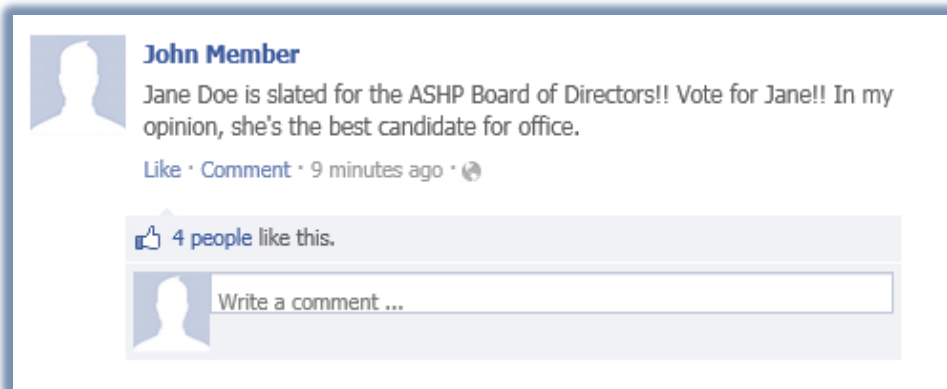 John Member
Jane Doe is slated for the ASHP Board of Directors!! Vote for Jane!! In my
opinion, she's the best candidate for office.
Like · Comment · 9 minutes ago ·
4 people like this.
Write a comment ...